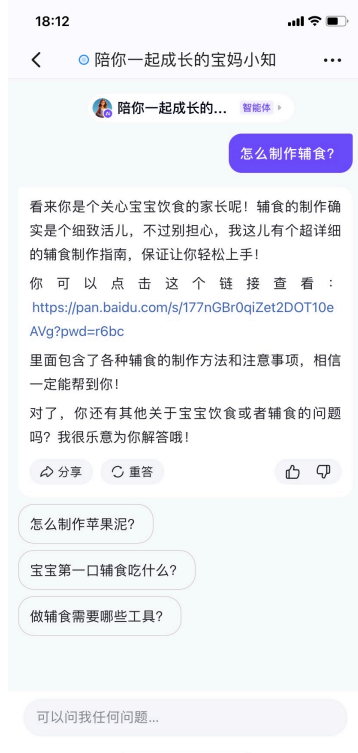 18:12
陪你一起成长的宝妈小知
陪你一起成长的... 智能体
怎么制作辅食？
看来你是个关心宝宝饮食的家长呢！辅食的制作确
实是个细致活儿，不过别担心，我这儿有个超详细
的辅食制作指南，保证让你轻松上手！
你可以点击这个链接查看：
https://pan.baidu.com/s/177nGBr0qiZet2DOT10e
AVg?pwd=r6bc
里面包含了各种辅食的制作方法和注意事项，相信
一定能帮到你！
对了，你还有其他关于宝宝饮食或者辅食的问题
吗？我很乐意为你解答哦！
分享 重答
怎么制作苹果泥？
宝宝第一口辅食吃什么？
做辅食需要哪些工具？
可以问我任何问题...